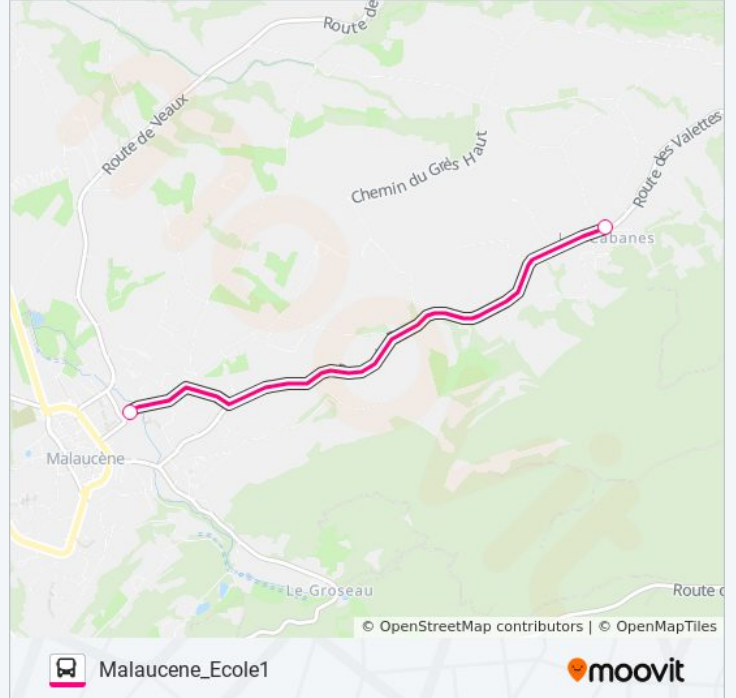 Route de
Route de Veaux
Chemin du Grès Haut
Route des Valettes
Cabanes
Malaucène
Le Groseau
Route
© OpenStreetMap contributors | © OpenMapTiles
Malaucene_Ecole1
moovit